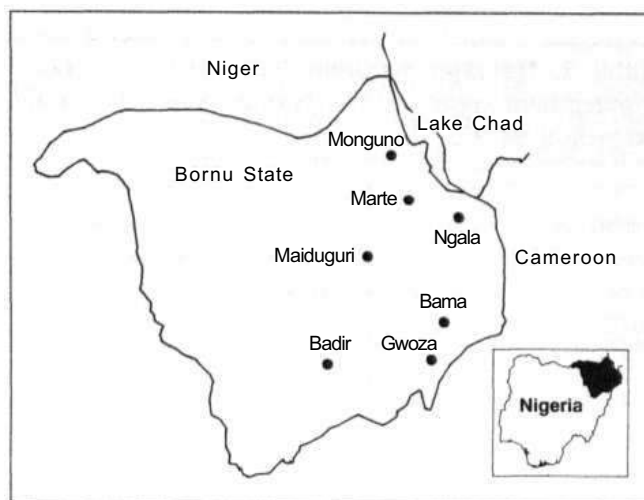 Niger
Lake Chad
Monguno
Bornu State
Marte
Ngala
Maiduguri
Cameroon
Bama
Badir
Gwoza
Nigeria